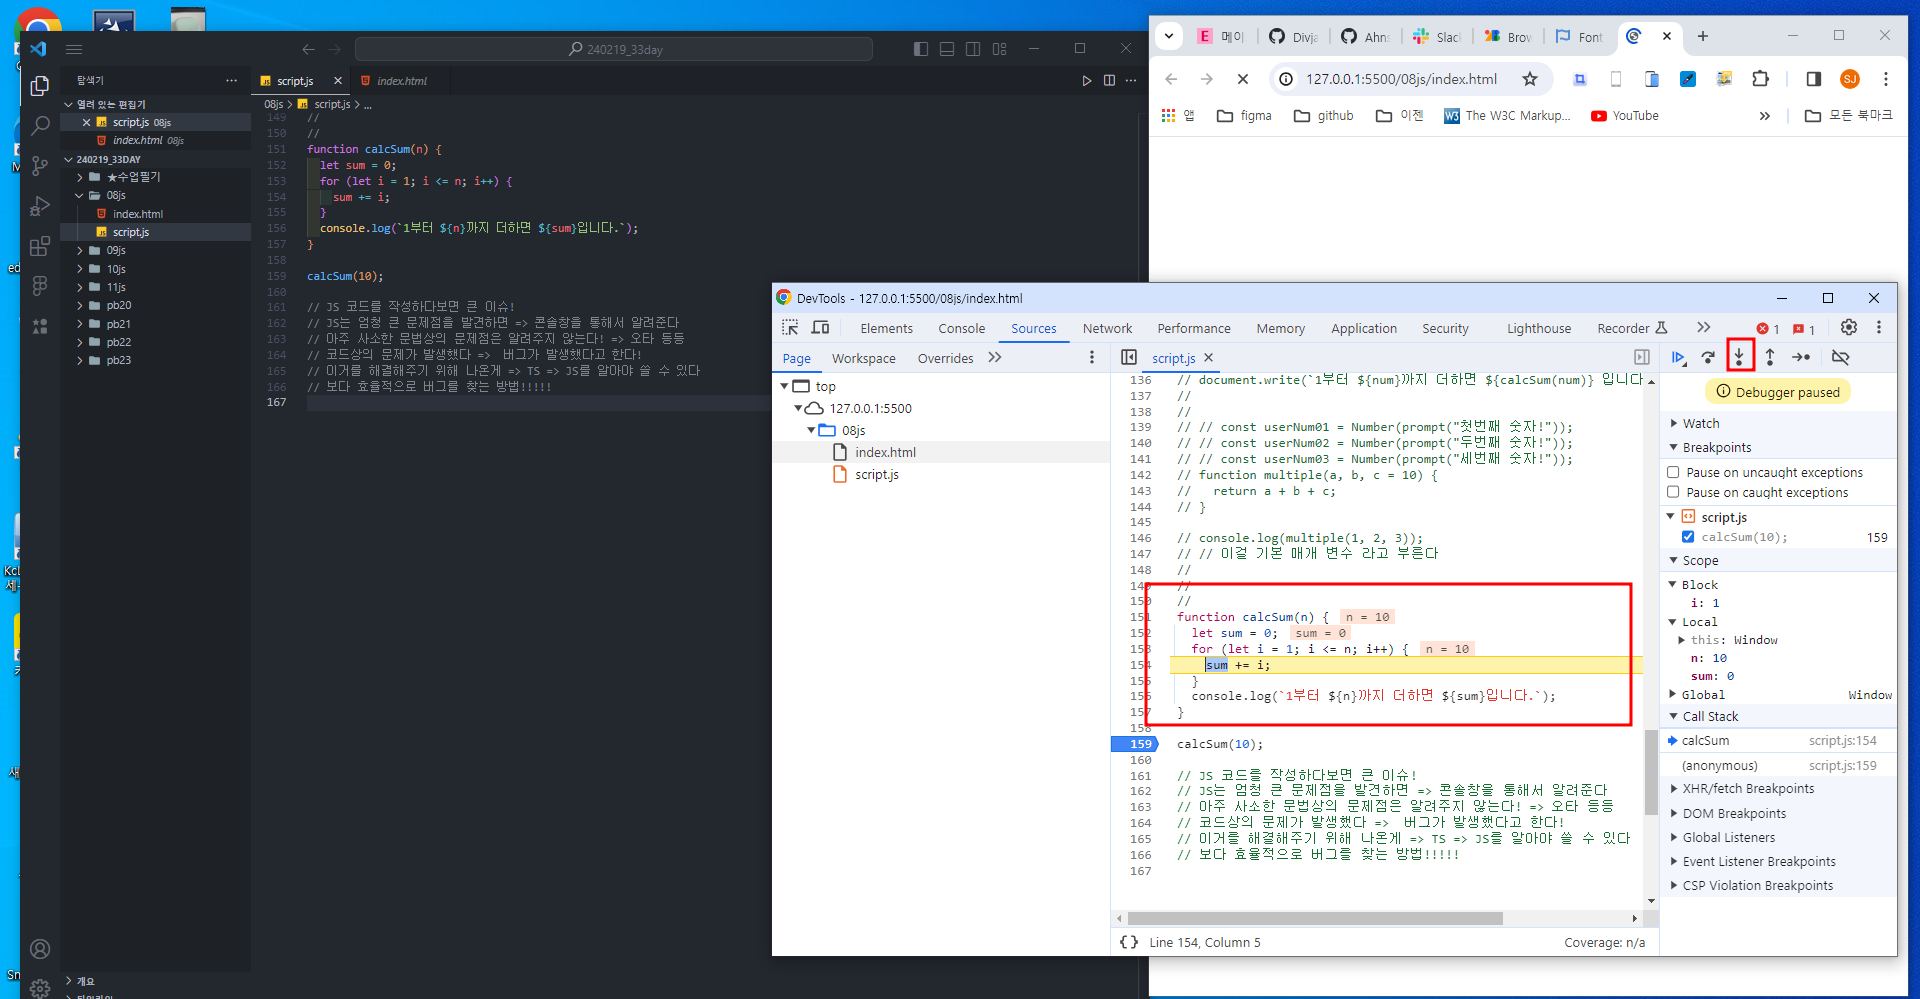 240219_33day
탐색기
script.js
index.html
열려 있는 편집기
script.js 08js
index.html 08js
240219_33DAY
★수업필기
08js
index.html
script.js
09js
10js
11js
pb20
pb21
pb22
pb23
개요
08js > script.js > ...
149 //
150 //
151 function calcSum(n) {
152 let sum = 0;
153 for (let i = 1; i <= n; i++) {
154 sum += i;
155 }
156 console.log(`1부터 ${n}까지 더하면 ${sum}입니다.`);
157 }
158
159 calcSum(10);
160
161 // JS 코드를 작성하다보면 큰 이슈!
162 // JS는 엄청 큰 문제점을 발견하면 => 콘솔창을 통해서 알려준다
163 // 아주 사소한 문법상의 문제점은 알려주지 않는다! => 오타 등등
164 // 코드상의 문제가 발생했다 => 버그가 발생했다고 한다!
165 // 이거를 해결해주기 위해 나온게 => TS => JS를 알아야 쓸 수 있다
166 // 보다 효율적으로 버그를 찾는 방법!!!!!
167
E 메이
Divja
Ahn
Slac
Brow
Font
127.0.0.1:5500/08js/index.html
SJ
앱 figma github 이젠 The W3C Markup... YouTube
모든 북마크
DevTools - 127.0.0.1:5500/08js/index.html
Elements Console Sources Network Performance Memory Application Security Lighthouse Recorder
1 1
Page Workspace Overrides
script.js
top
127.0.0.1:5500
08js
index.html
script.js
136 // document.write(`1부터 ${num}까지 더하면 ${calcSum(num)} 입니다
137 //
138 //
139 // // const userNum01 = Number(prompt("첫번째 숫자!"));
140 // // const userNum02 = Number(prompt("두번째 숫자!"));
141 // // const userNum03 = Number(prompt("세번째 숫자!"));
142 // function multiple(a, b, c = 10) {
143 // return a + b + c;
144 // }
145
146 // console.log(multiple(1, 2, 3));
147 // // 이걸 기본 매개 변수 라고 부른다
148 //
149 //
150 //
151 function calcSum(n) { n = 10
152 let sum = 0; sum = 0
153 for (let i = 1; i <= n; i++) { n = 10
154 sum += i;
155 }
156 console.log(`1부터 ${n}까지 더하면 ${sum}입니다.`);
157 }
158
159 calcSum(10);
160
161 // JS 코드를 작성하다보면 큰 이슈!
162 // JS는 엄청 큰 문제점을 발견하면 => 콘솔창을 통해서 알려준다
163 // 아주 사소한 문법상의 문제점은 알려주지 않는다! => 오타 등등
164 // 코드상의 문제가 발생했다 => 버그가 발생했다고 한다!
165 // 이거를 해결해주기 위해 나온게 => TS => JS를 알아야 쓸 수 있다
166 // 보다 효율적으로 버그를 찾는 방법!!!!!
167
{} Line 154, Column 5
Coverage: n/a
Debugger paused
Watch
Breakpoints
Pause on uncaught exceptions
Pause on caught exceptions
script.js
calcSum(10); 159
Scope
Block
i: 1
Local
this: Window
n: 10
sum: 0
Global Window
Call Stack
calcSum script.js:154
(anonymous) script.js:159
XHR/fetch Breakpoints
DOM Breakpoints
Global Listeners
Event Listener Breakpoints
CSP Violation Breakpoints